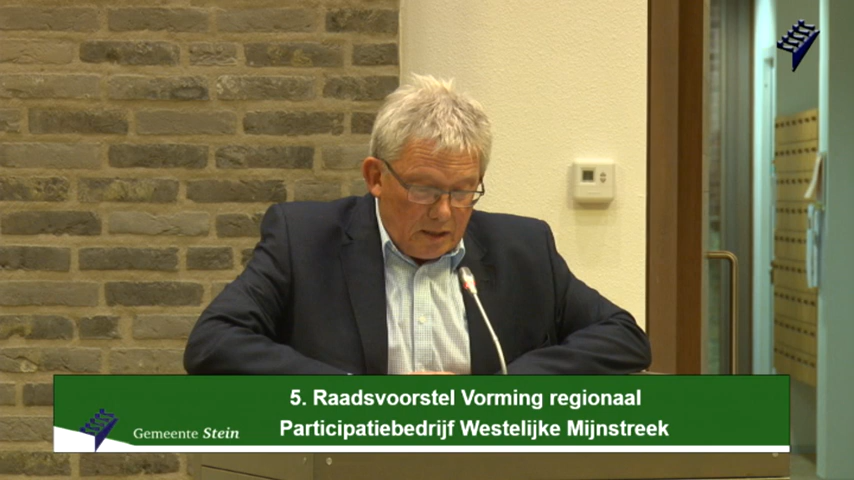 5. Raadsvoorstel Vorming regionaal
Participatiebedrijf Westelijke Mijnstreek
Gemeente Stein